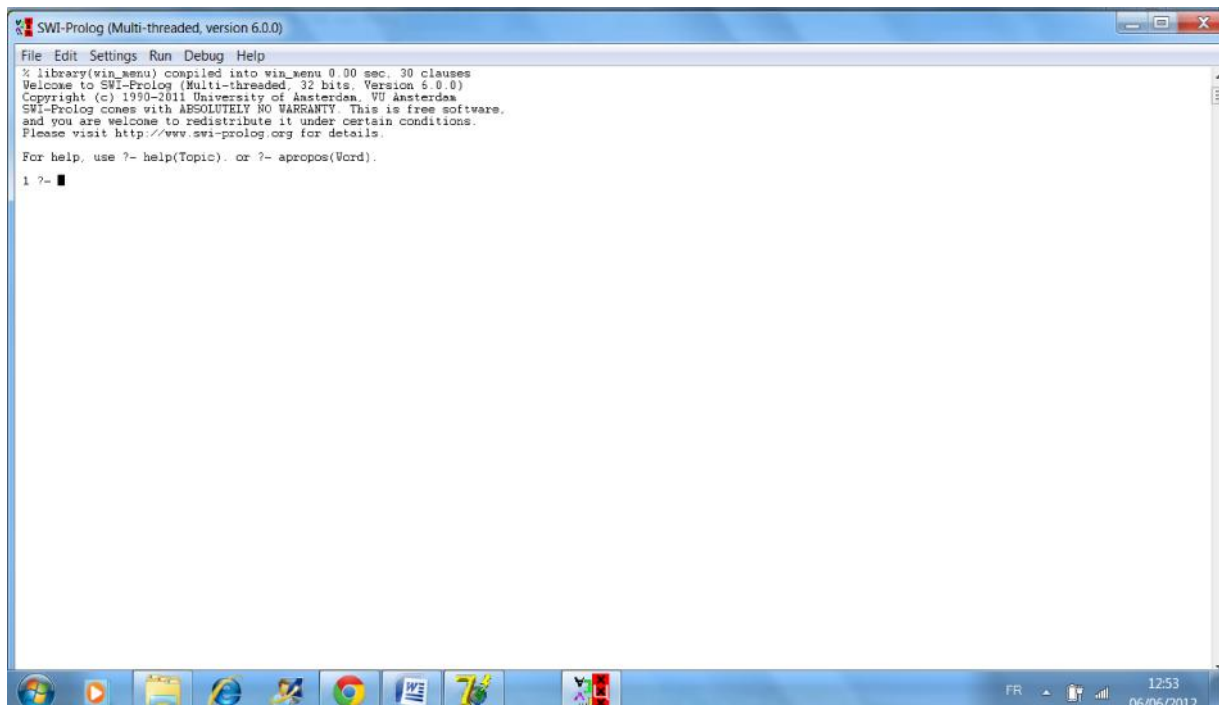 SWI-Prolog (Multi-threaded, version 6.0.0)
File Edit Settings Run Debug Help
% library(win_menu) compiled into win_menu 0.00 sec, 30 clauses
Welcome to SWI-Prolog (Multi-threaded, 32 bits, Version 6.0.0)
Copyright (c) 1990-2011 University of Amsterdam, VU Amsterdam
SWI-Prolog comes with ABSOLUTELY NO WARRANTY. This is free software,
and you are welcome to redistribute it under certain conditions.
Please visit http://www.swi-prolog.org for details.
For help, use ?- help(Topic). or ?- apropos(Word).
1 ?-
FR
12:53
06/06/2012